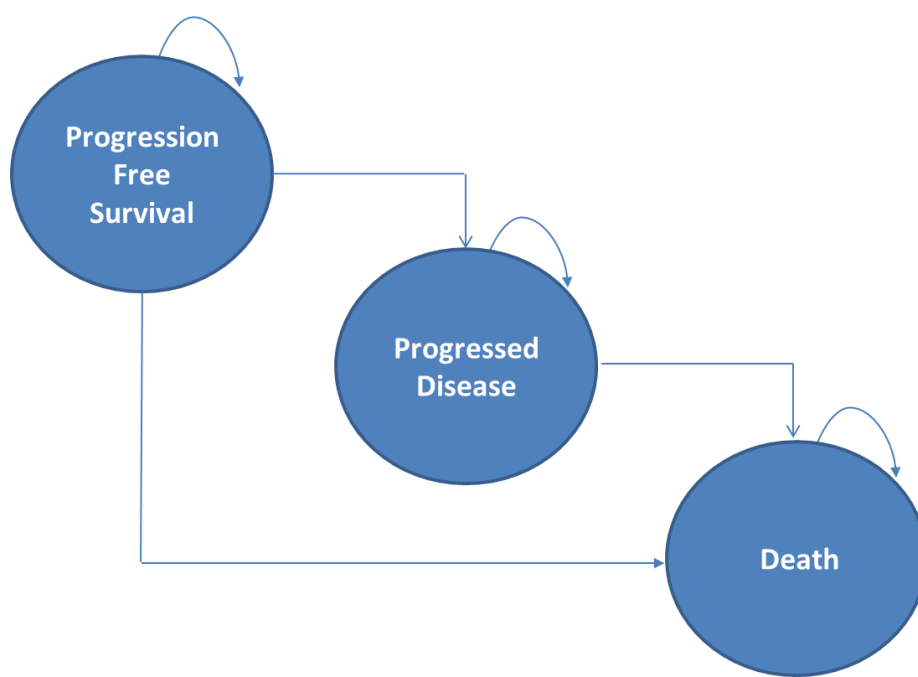 Progression
Free
Survival
Progressed
Disease
Death